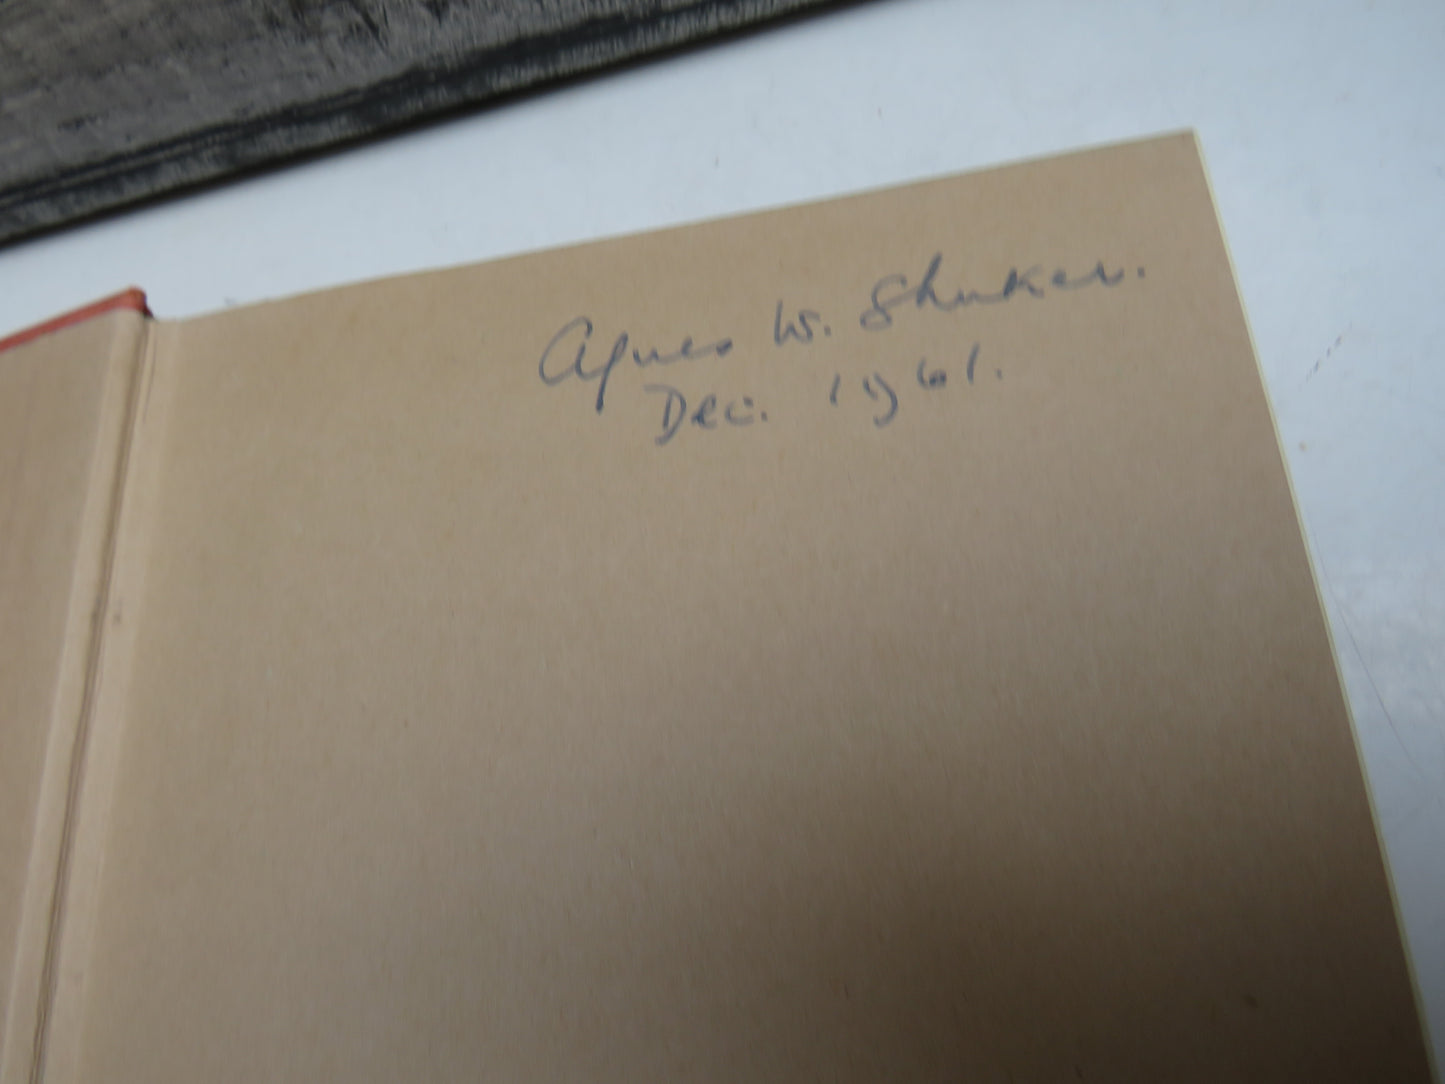 Agnes W. Shuker.
Dec. 1961.